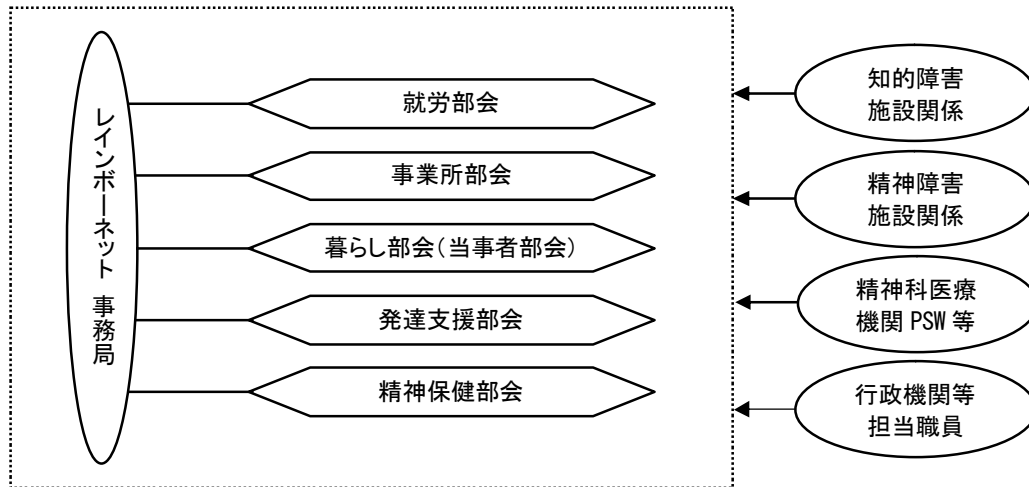 レインボーネット 事務局
就労部会
事業所部会
暮らし部会(当事者部会)
発達支援部会
精神保健部会
知的障害
施設関係
精神障害
施設関係
精神科医療
機関 PSW 等
行政機関等
担当職員